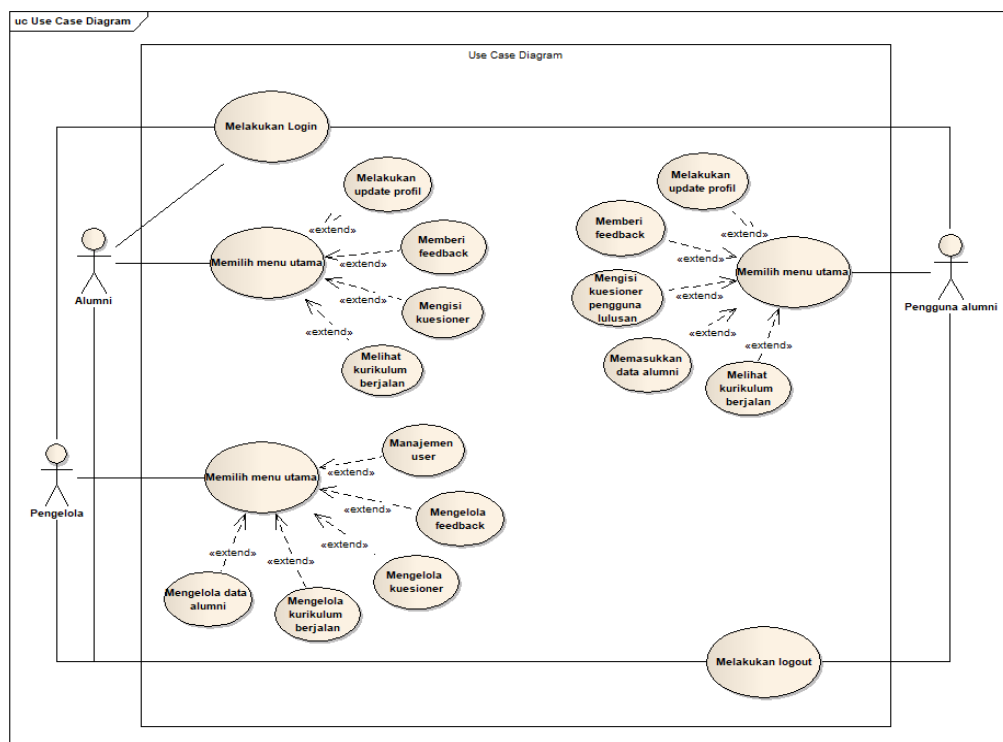 uc Use Case Diagram
Use Case Diagram
Melakukan Login
Melakukan
update profil
«extend»
Memberi
feedback
«extend»
Memilih menu utama
Mengisi
kuesioner
«extend»
Melihat
kurikulum
berjalan
«extend»
Alumni
Melakukan
update profil
«extend»
Memberi
feedback
«extend»
Memilih menu utama
Mengisi
kuesioner
pengguna
lulusan
«extend»
Memasukkan
data alumni
«extend»
Melihat
kurikulum
berjalan
«extend»
Pengguna alumni
Manajemen
user
«extend»
Memilih menu utama
Mengelola
feedback
«extend»
Mengelola
kuesioner
«extend»
Mengelola
kurikulum
berjalan
«extend»
Mengelola data
alumni
«extend»
Pengelola
Melakukan logout